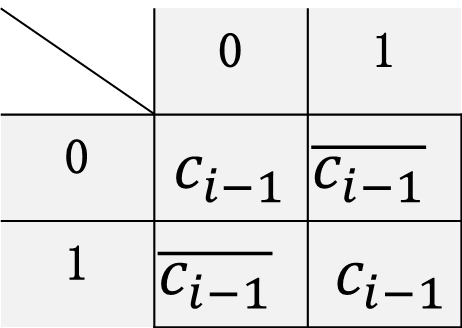 0 1
0 $c_{i-1}$ $\overline{c_{i-1}}$
1 $\overline{c_{i-1}}$ $c_{i-1}$